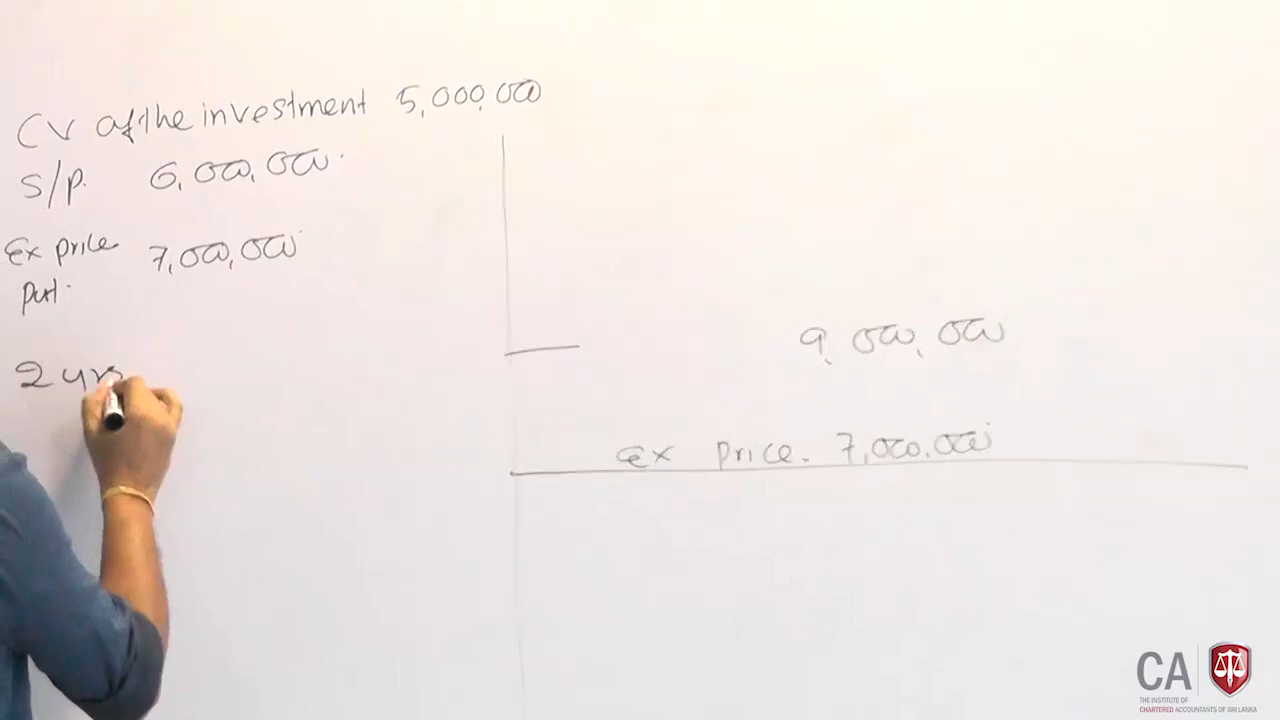 CV of the investment 5,000,000
S/p. 6,000,000
Ex price 7,000,000
put
2 yrs
9,000,000
Ex price. 7,000,000
CA
THE INSTITUTE OF
CHARTERED ACCOUNTANTS OF SRI LANKA